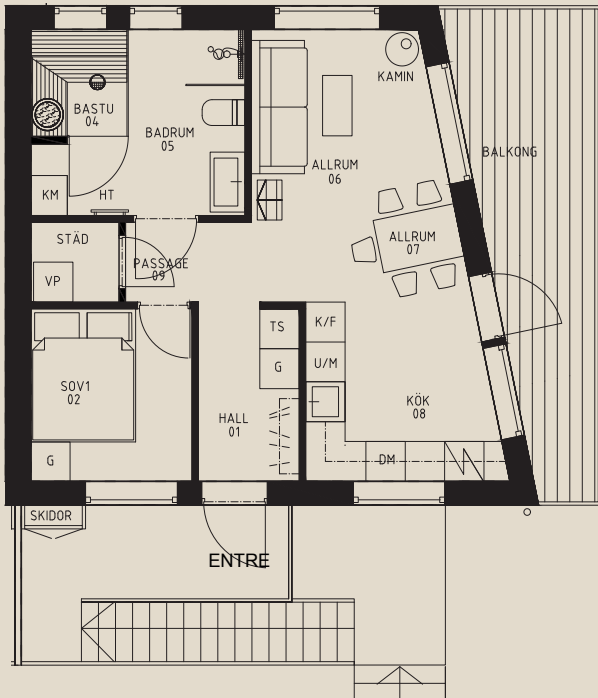 KAMIN
BASTU
04
BADRUM
05
BALKONG
ALLRUM
06
KM
HT
STÄD
ALLRUM
07
PASSAGE
09
VP
TS
K/F
G
U/M
SOV1
02
HALL
01
KÖK
08
G
DM
SKIDOR
ENTRE